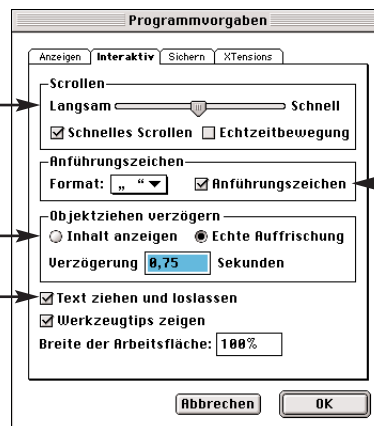 Programmvorgaben
Anzeigen Interaktiv Sichern XTensions
Scrollen
Langsam Schnell
Schnelles Scrollen Echtzeitbewegung
Anführungszeichen
Format: „ “ Anführungszeichen
Objektziehen verzögern
Inhalt anzeigen Echte Auffrischung
Verzögerung 0,75 Sekunden
Text ziehen und loslassen
Werkzeugtips zeigen
Breite der Arbeitsfläche: 100%
Abbrechen OK